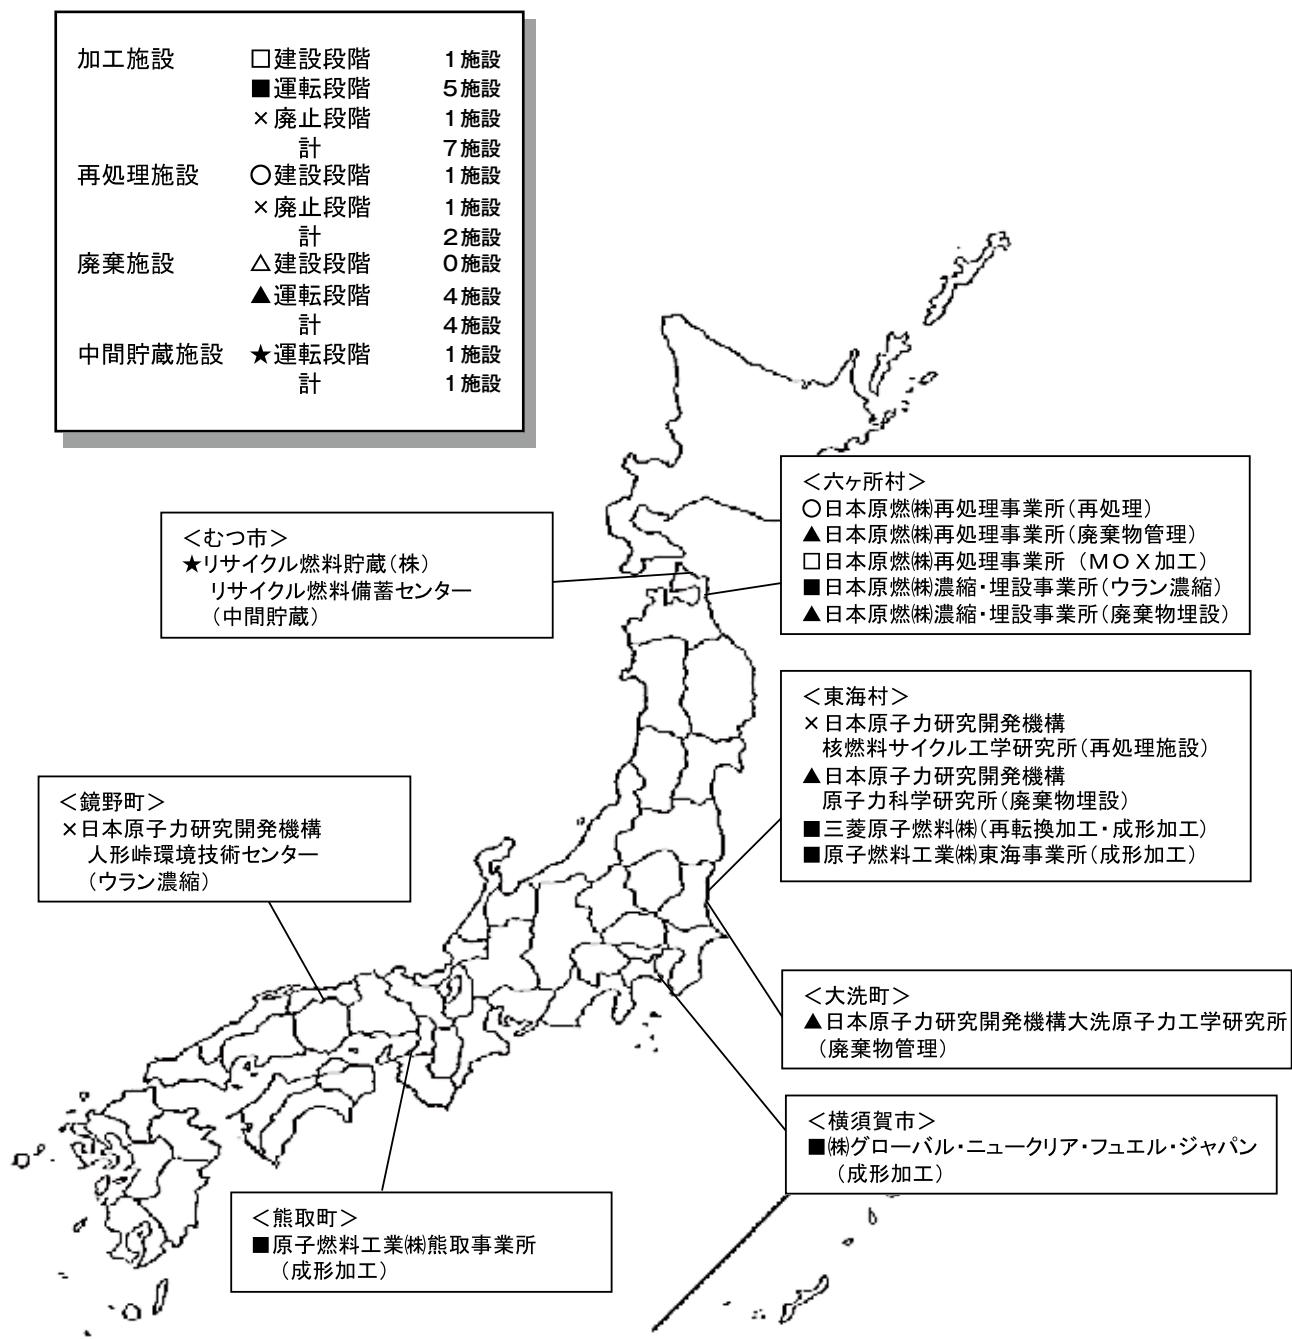 加工施設 □建設段階 1施設
■運転段階 5施設
×廃止段階 1施設
計 7施設
再処理施設 ○建設段階 1施設
×廃止段階 1施設
計 2施設
廃棄施設 △建設段階 0施設
▲運転段階 4施設
計 4施設
中間貯蔵施設 ★運転段階 1施設
計 1施設
＜六ヶ所村＞
○日本原燃㈱再処理事業所(再処理)
▲日本原燃㈱再処理事業所(廃棄物管理)
□日本原燃㈱再処理事業所 (MOX加工)
■日本原燃㈱濃縮・埋設事業所(ウラン濃縮)
▲日本原燃㈱濃縮・埋設事業所(廃棄物埋設)
＜むつ市＞
★リサイクル燃料貯蔵(株)
リサイクル燃料備蓄センター
(中間貯蔵)
＜東海村＞
×日本原子力研究開発機構
核燃料サイクル工学研究所(再処理施設)
▲日本原子力研究開発機構
原子力科学研究所(廃棄物埋設)
■三菱原子燃料㈱(再転換加工・成形加工)
■原子燃料工業㈱東海事業所(成形加工)
＜鏡野町＞
×日本原子力研究開発機構
人形峠環境技術センター
(ウラン濃縮)
＜大洗町＞
▲日本原子力研究開発機構大洗原子力工学研究所
(廃棄物管理)
＜横須賀市＞
■㈱グローバル・ニュークリア・フュエル・ジャパン
(成形加工)
＜熊取町＞
■原子燃料工業㈱熊取事業所
(成形加工)